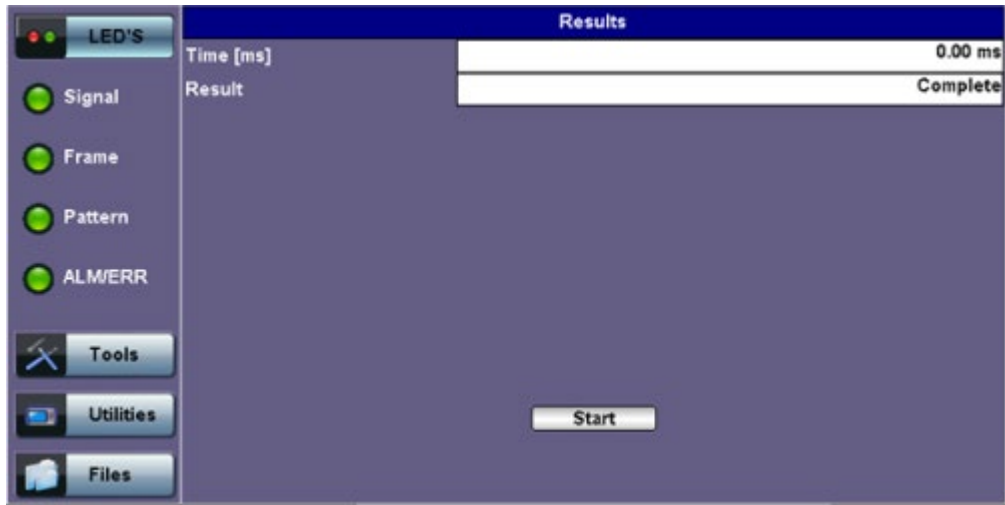 LED'S
Signal
Frame
Pattern
ALM/ERR
Tools
Utilities
Files
Results
Time [ms] 0.00 ms
Result Complete
Start